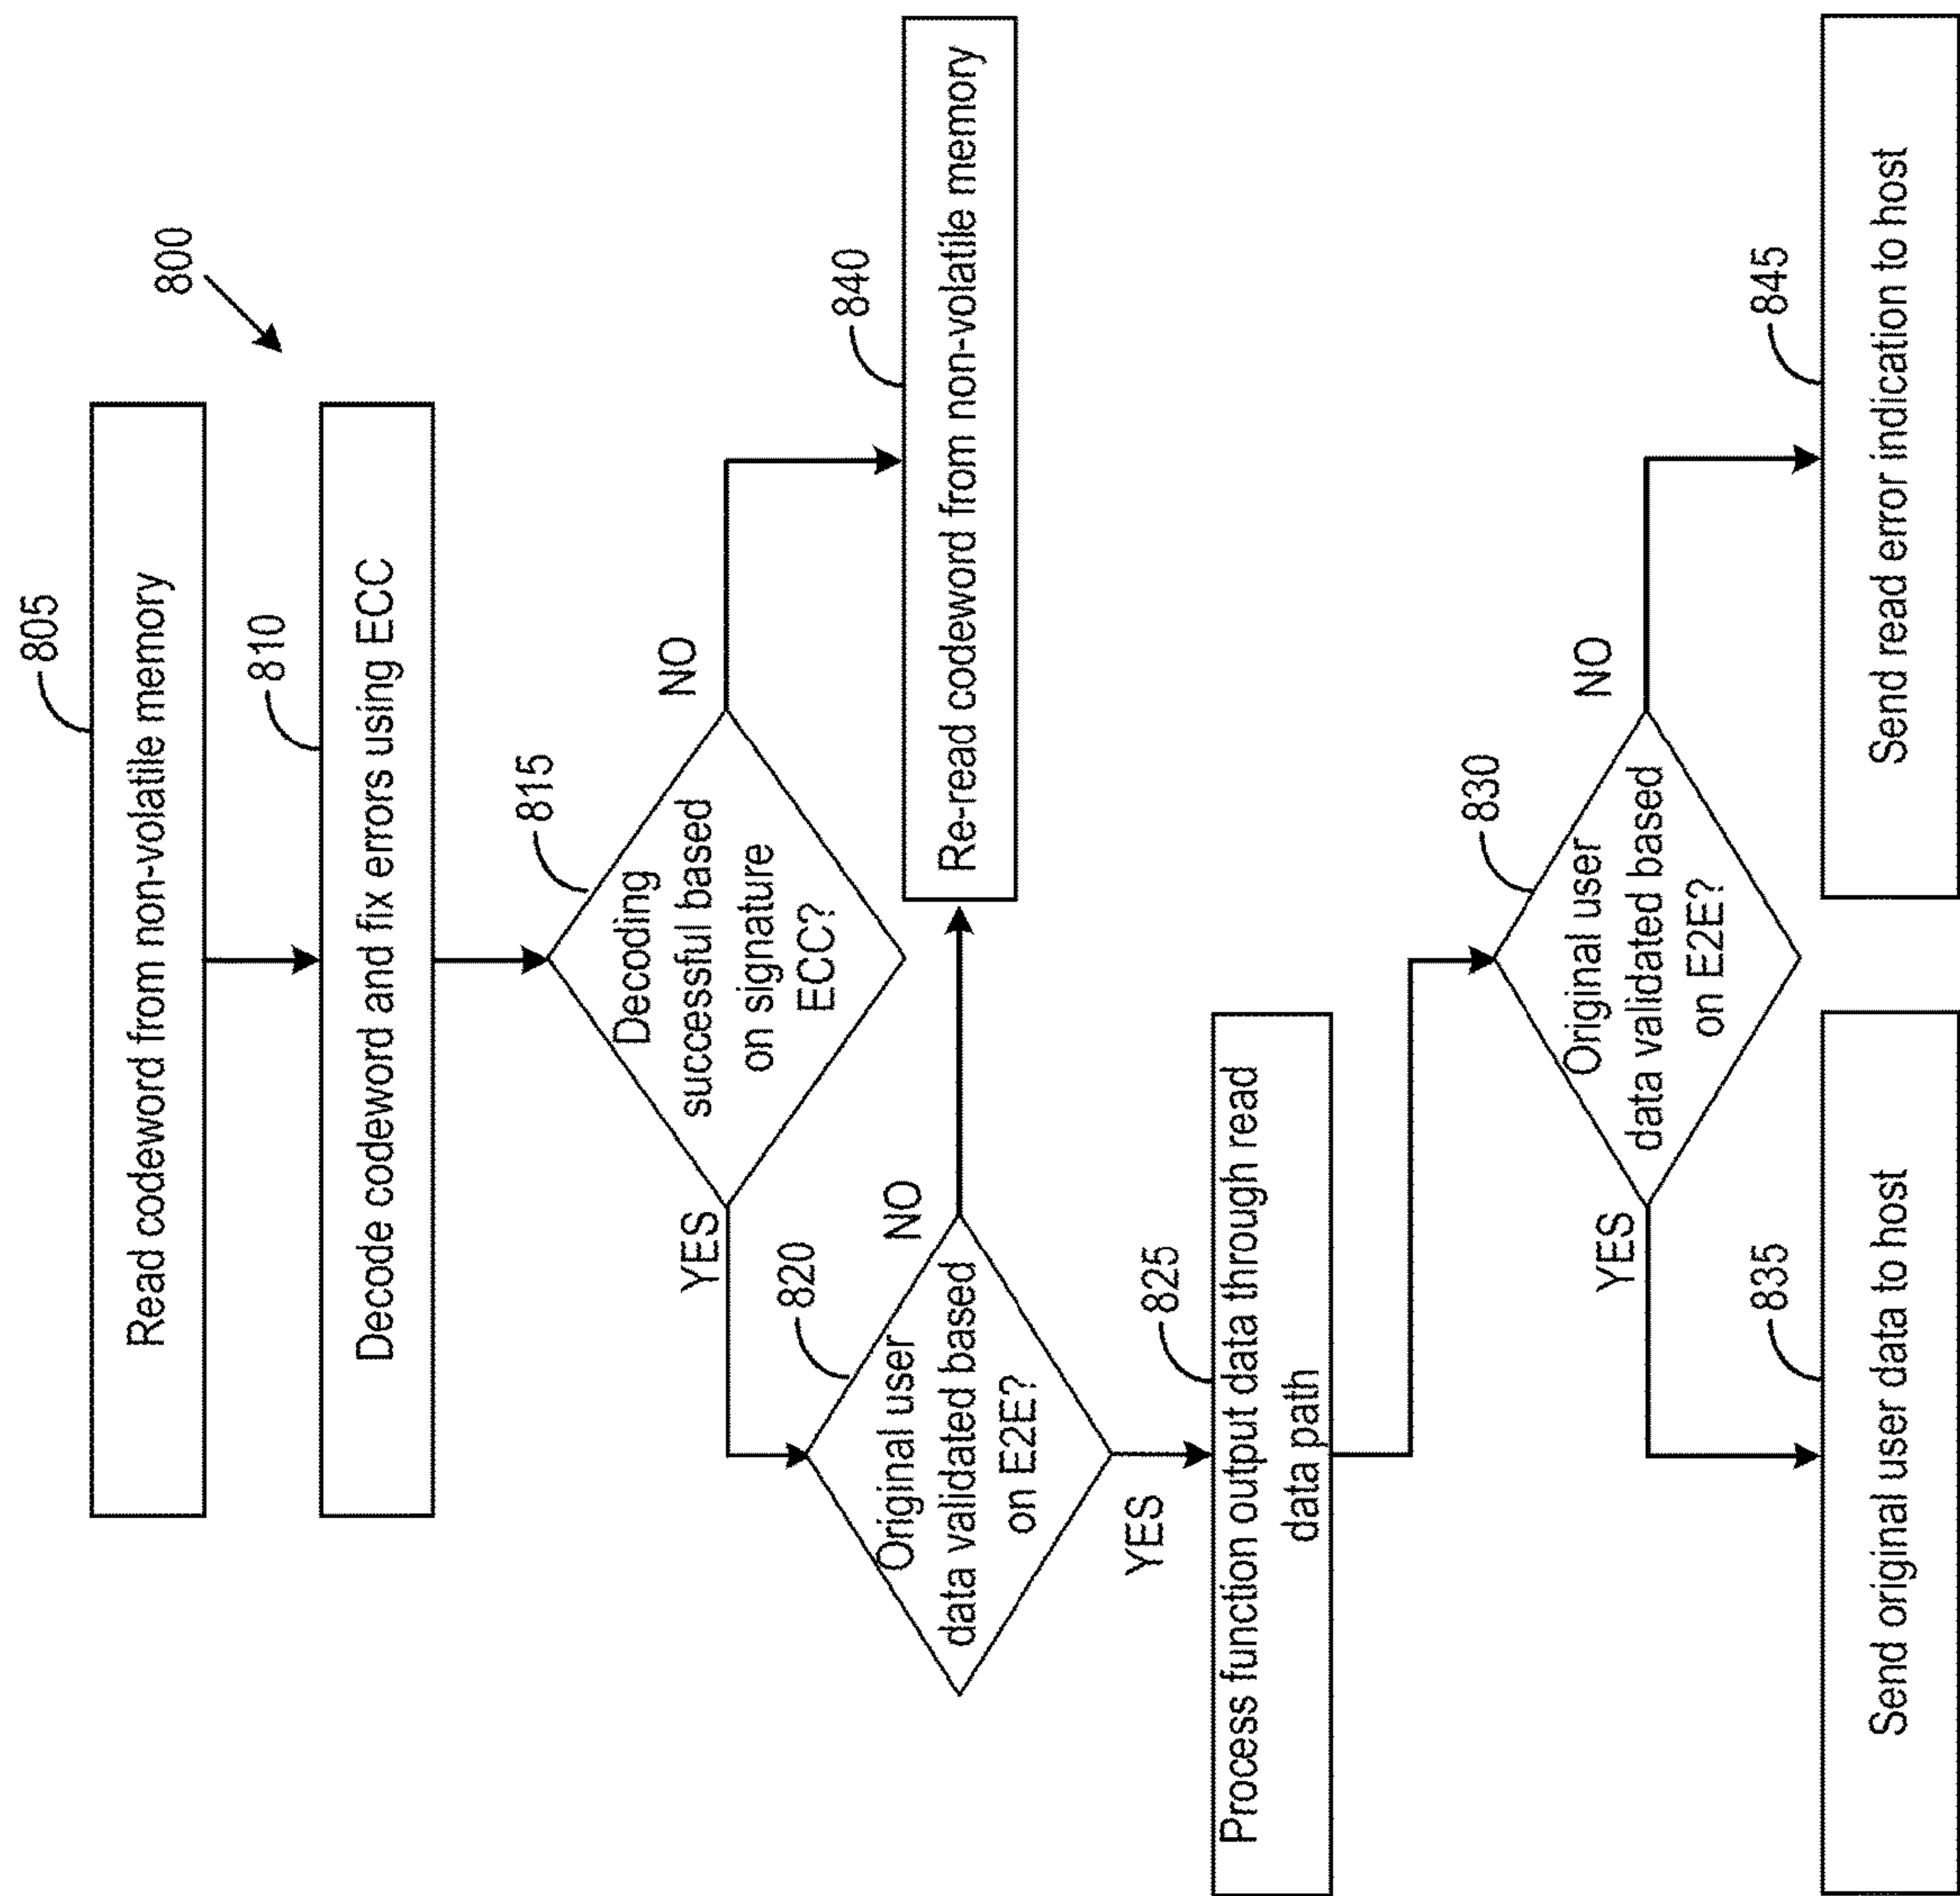 800
805
Read codeword from non-volatile memory
810
Decode codeword and fix errors using ECC
815
Decoding
successful based
on signature
ECC?
YES
NO
820
Original user
data validated based
on E2E?
NO
YES
840
Re-read codeword from non-volatile memory
825
Process function output data through read
data path
830
Original user
data validated based
on E2E?
YES
NO
835
Send original user data to host
845
Send read error indication to host